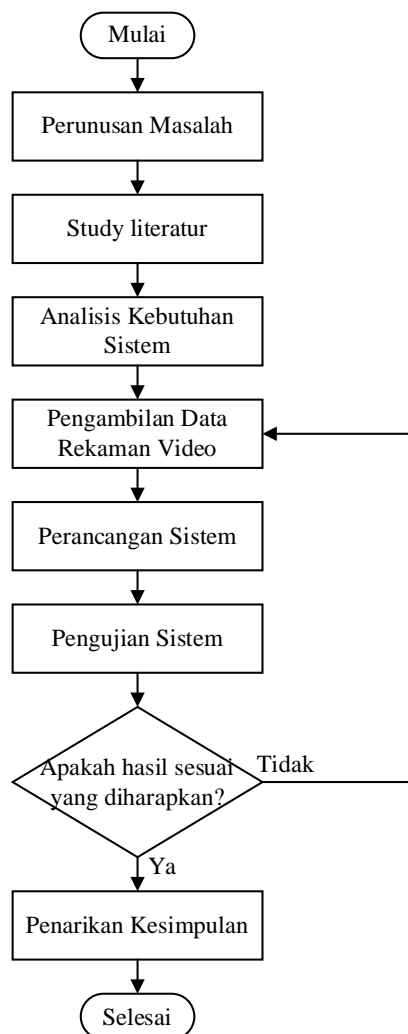 Mulai
Perunusan Masalah
Study literatur
Analisis Kebutuhan
Sistem
Pengambilan Data
Rekaman Video
Perancangan Sistem
Pengujian Sistem
Apakah hasil sesuai
yang diharapkan?
Tidak
Ya
Penarikan Kesimpulan
Selesai